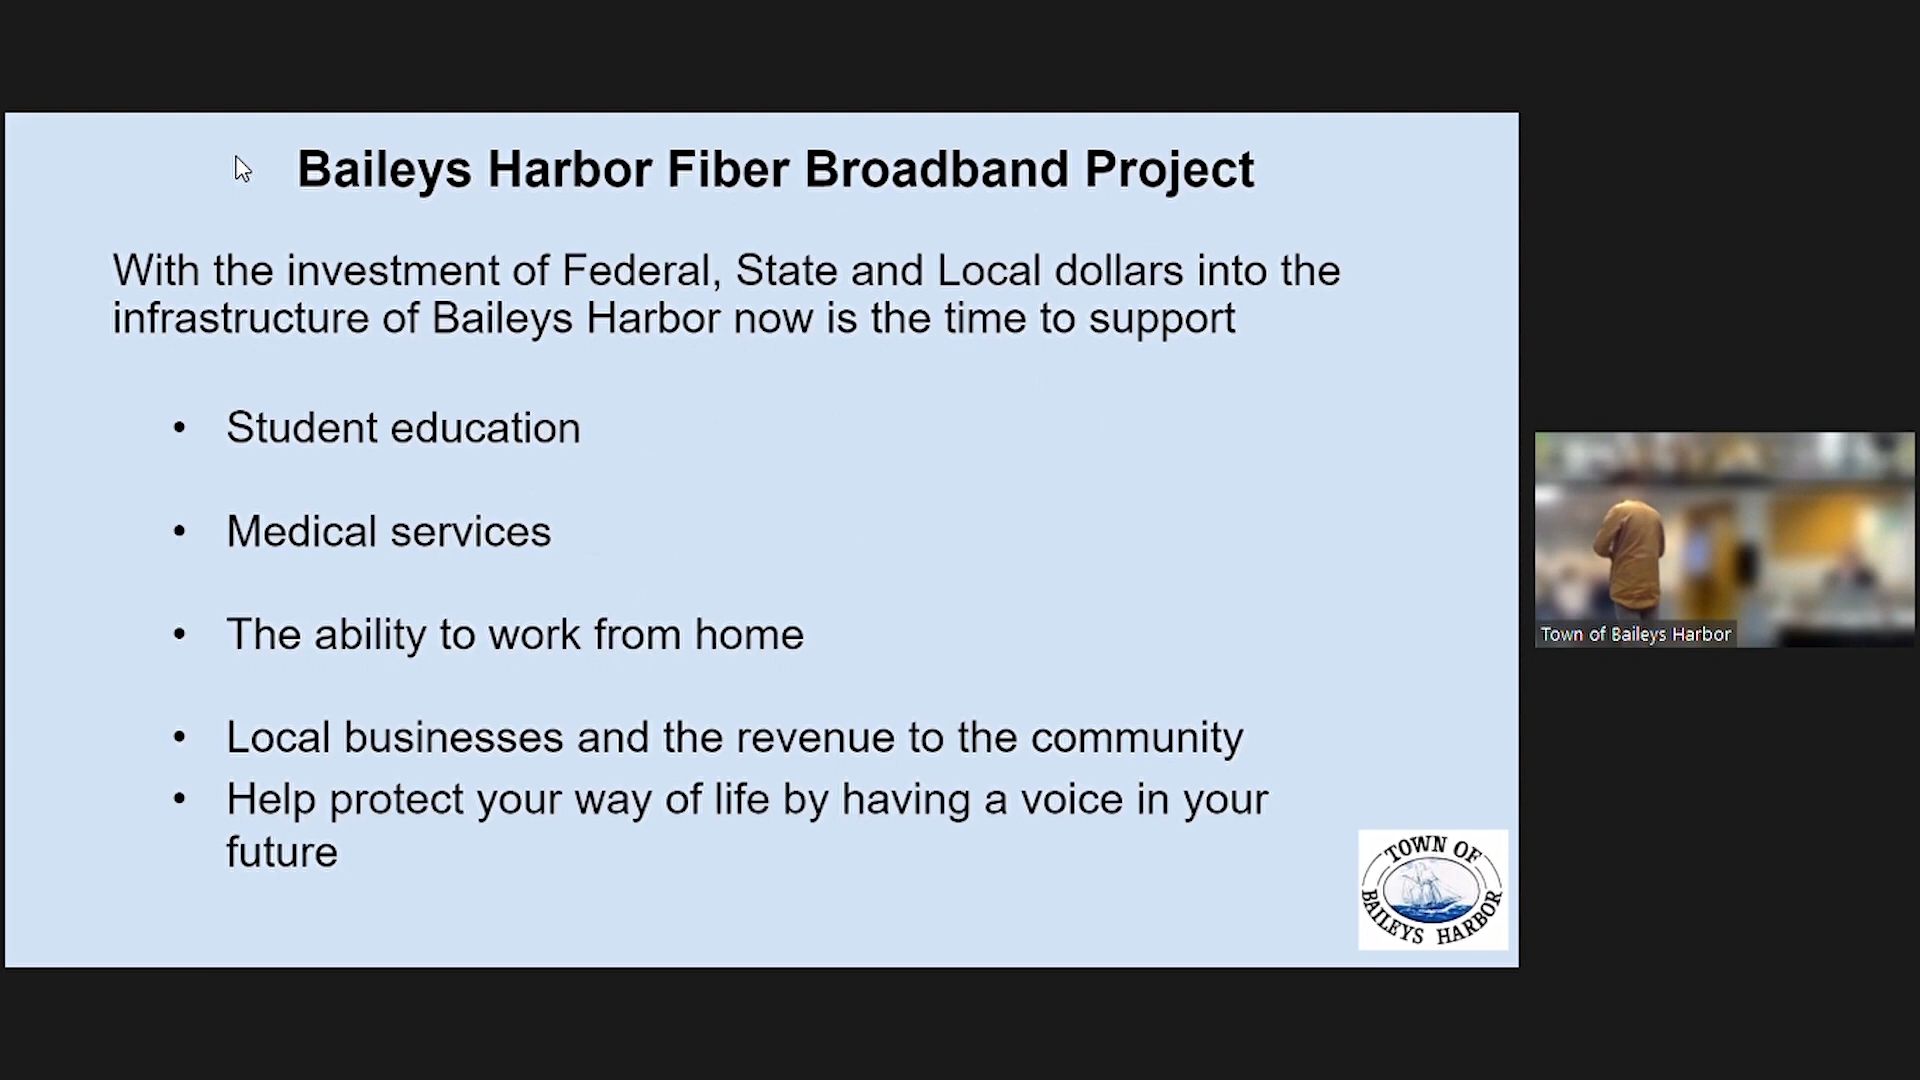 Baileys Harbor Fiber Broadband Project
With the investment of Federal, State and Local dollars into the
infrastructure of Baileys Harbor now is the time to support
• Student education
• Medical services
• The ability to work from home
• Local businesses and the revenue to the community
• Help protect your way of life by having a voice in your
future
TOWN OF
BAILEYS HARBOR
Town of Baileys Harbor